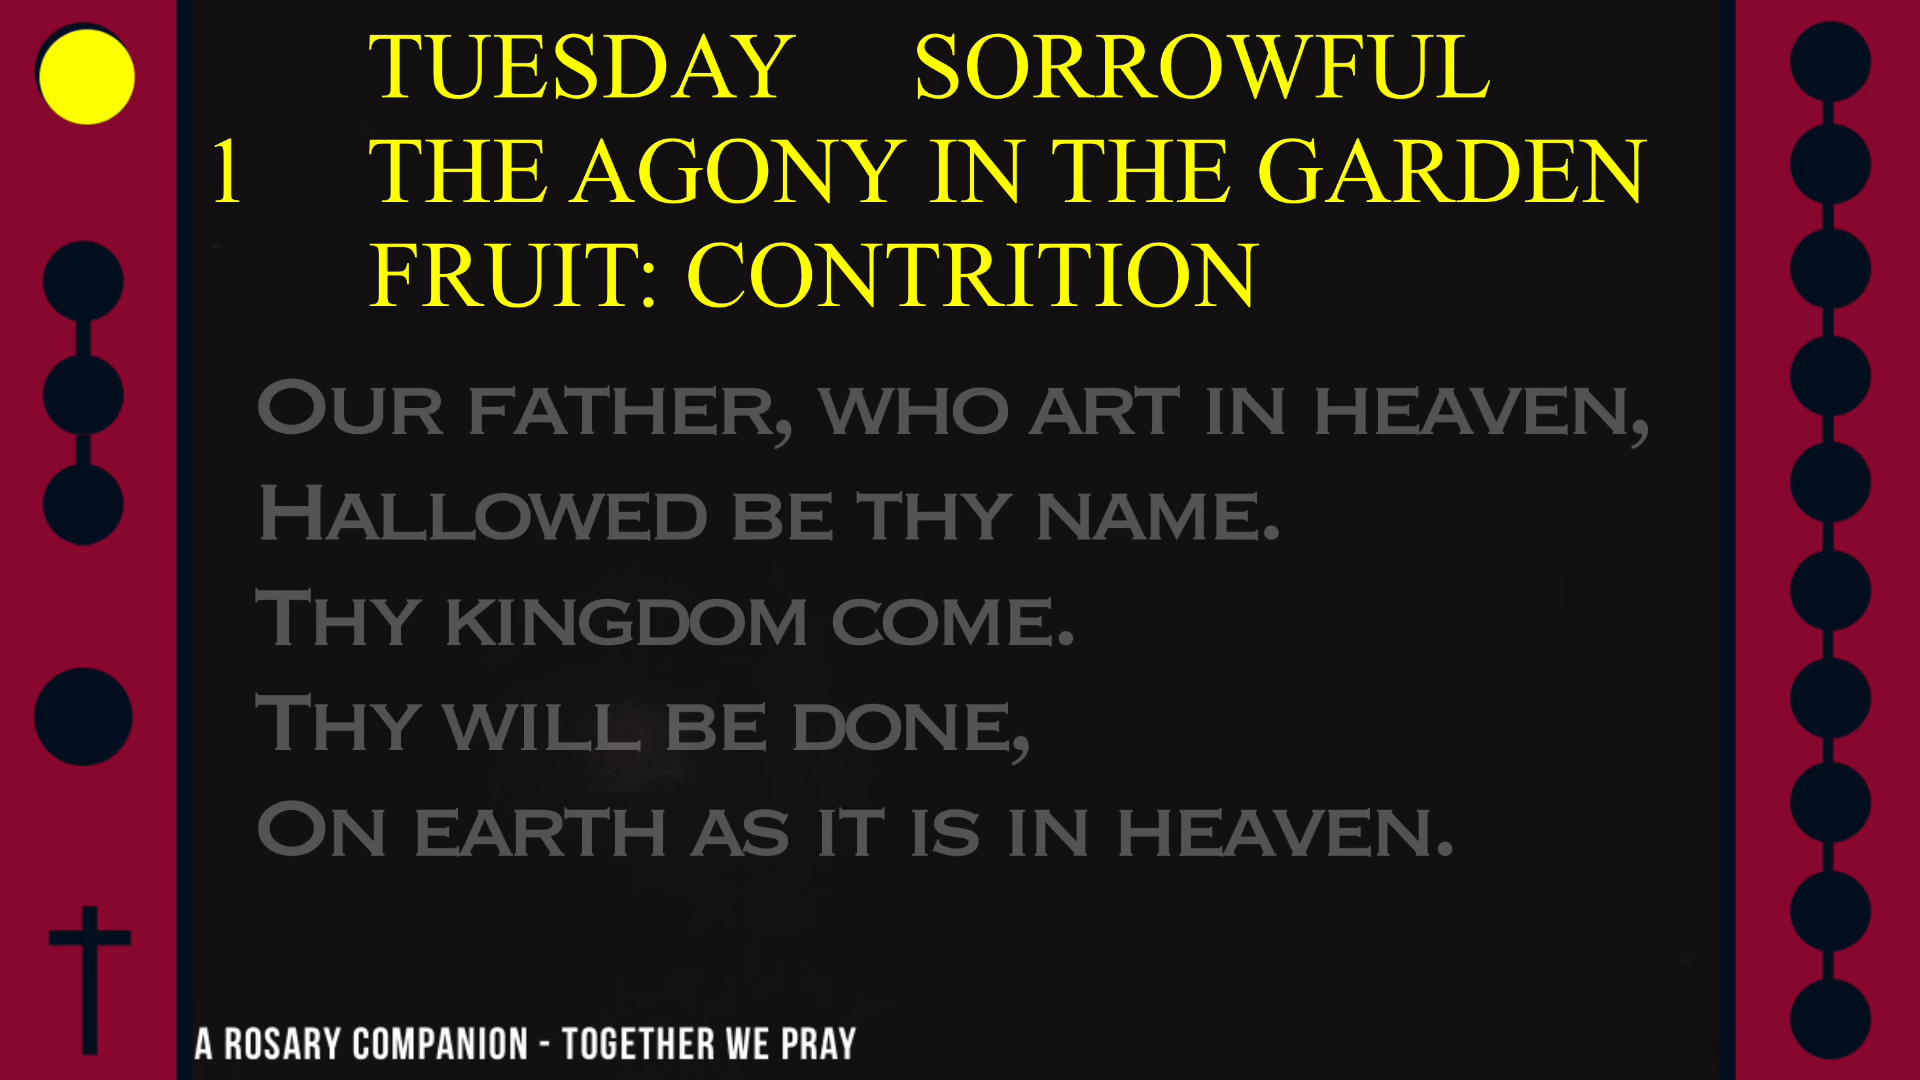 TUESDAY SORROWFUL
1 THE AGONY IN THE GARDEN
FRUIT: CONTRITION
OUR FATHER, WHO ART IN HEAVEN,
HALLOWED BE THY NAME.
THY KINGDOM COME.
THY WILL BE DONE,
ON EARTH AS IT IS IN HEAVEN.
A ROSARY COMPANION - TOGETHER WE PRAY